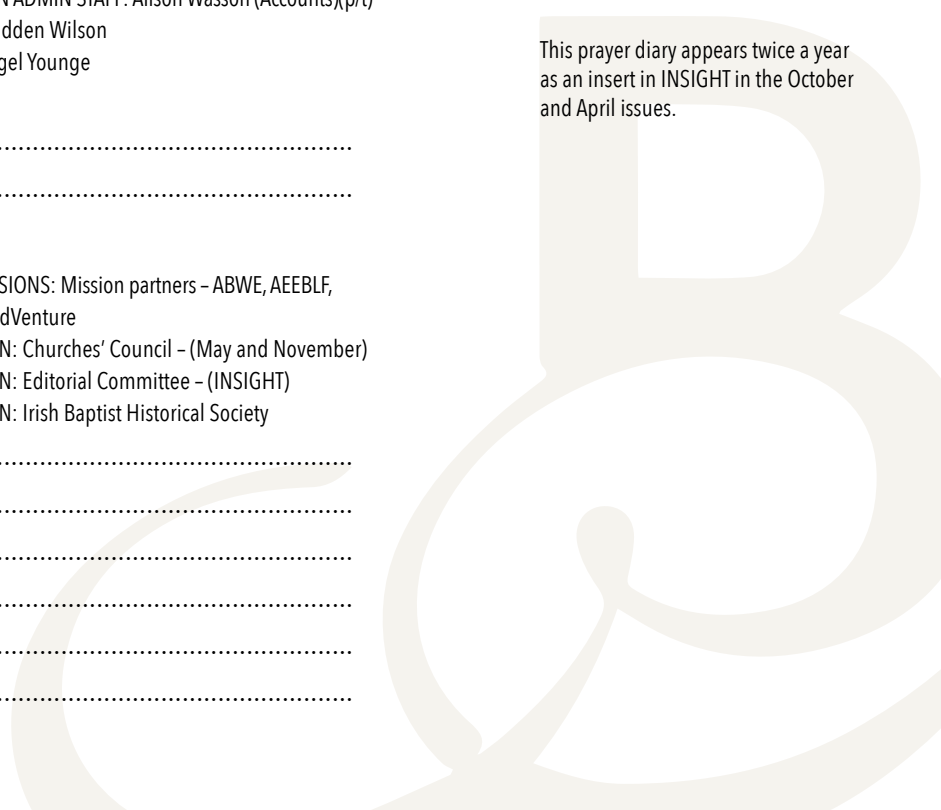 N ADMIN STAFF: Alison Wasson (Accounts)(p/t)
dden Wilson
gel Younge
SIONS: Mission partners – ABWE, AEEBLF,
dVenture
N: Churches’ Council – (May and November)
N: Editorial Committee – (INSIGHT)
N: Irish Baptist Historical Society
This prayer diary appears twice a year
as an insert in INSIGHT in the October
and April issues.